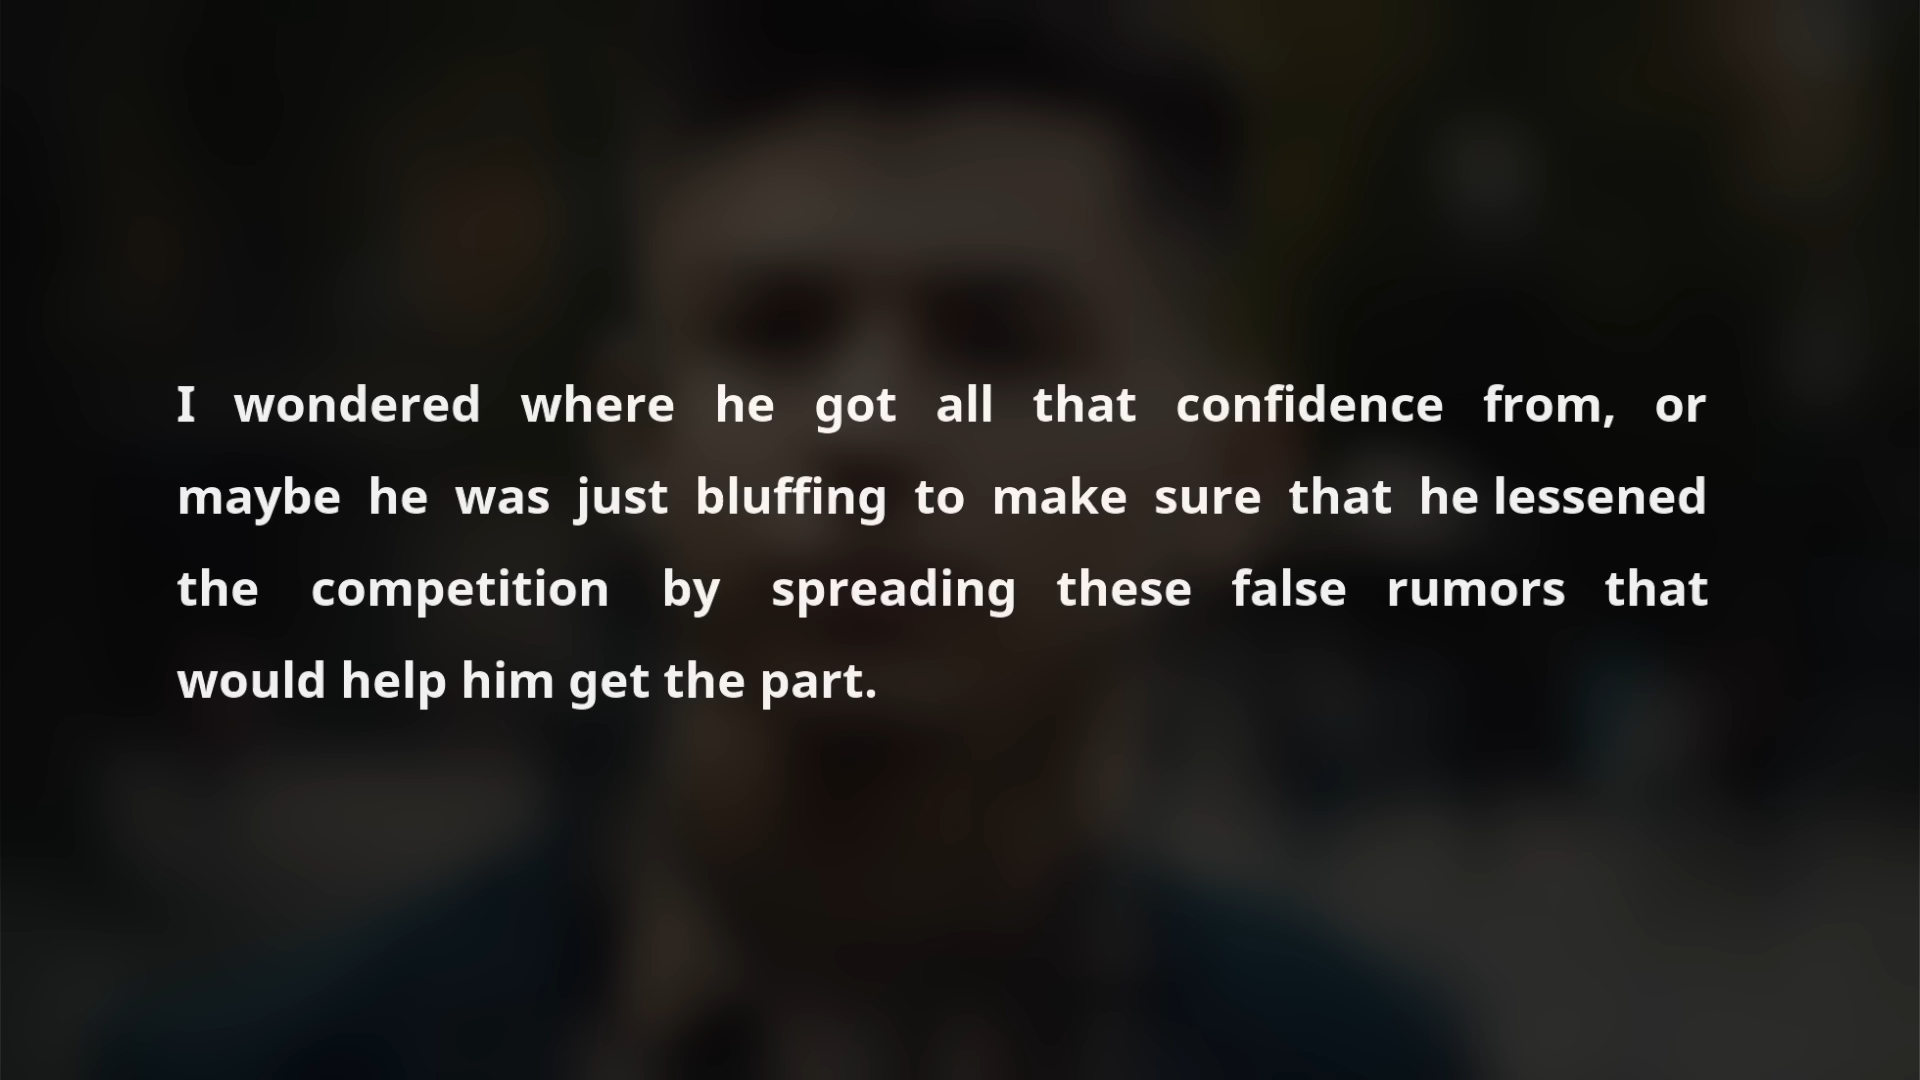 I wondered where he got all that confidence from, or
maybe he was just bluffing to make sure that he lessened
the competition by spreading these false rumors that
would help him get the part.